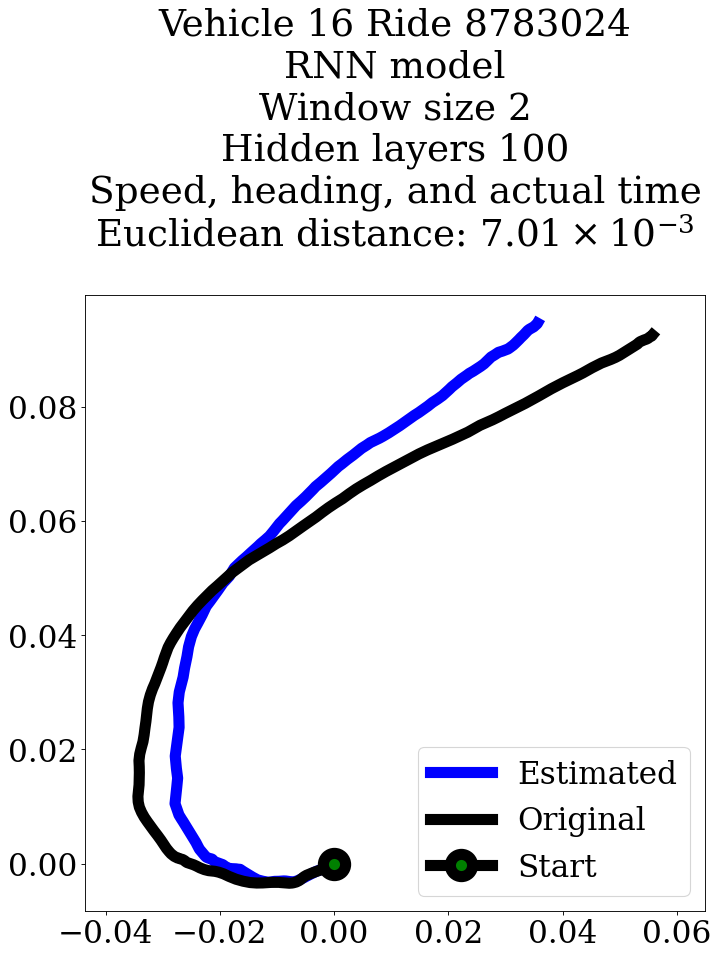 Vehicle 16 Ride 8783024
RNN model
Window size 2
Hidden layers 100
Speed, heading, and actual time
Euclidean distance: 7.01 × 10⁻³
0.08
0.06
0.04
0.02
0.00
Estimated
Original
Start
−0.04 −0.02 0.00 0.02 0.04 0.06